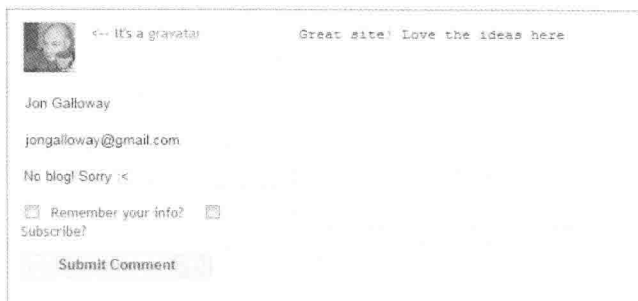 <-- It's a gravatar
Great site! Love the ideas here
Jon Galloway
jongalloway@gmail.com
No blog! Sorry :<
Remember your info?
Subscribe?
Submit Comment